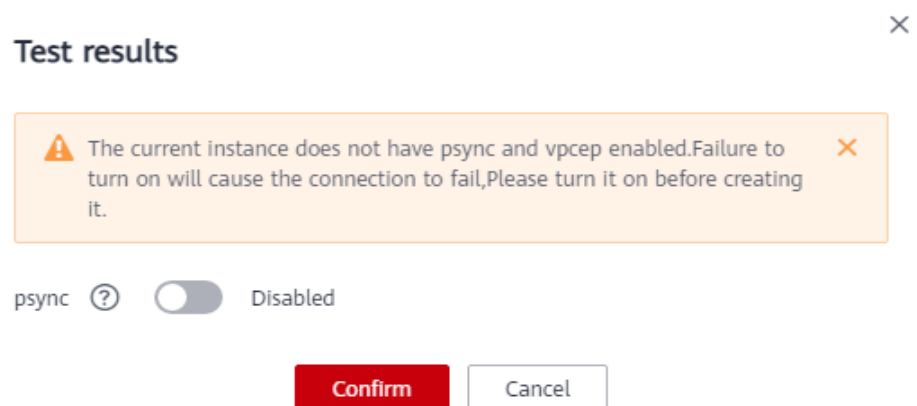 Test results
The current instance does not have psync and vpcep enabled.Failure to
turn on will cause the connection to fail,Please turn it on before creating
it.
psync ? Disabled
Confirm Cancel